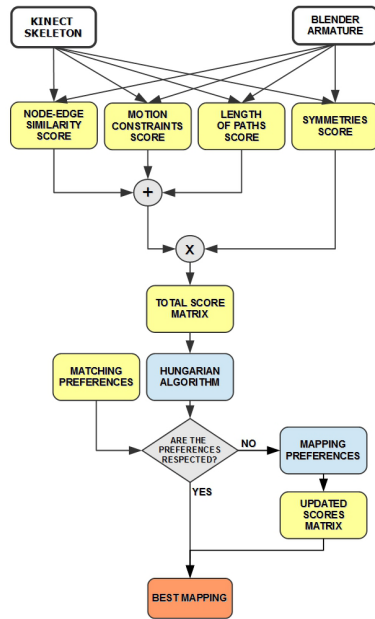 KINECT
SKELETON
BLENDER
ARMATURE
NODE-EDGE
SIMILARITY
SCORE
MOTION
CONSTRAINTS
SCORE
LENGTH
OF PATHS
SCORE
SYMMETRIES
SCORE
+
X
TOTAL SCORE
MATRIX
MATCHING
PREFERENCES
HUNGARIAN
ALGORITHM
ARE THE
PREFERENCES
RESPECTED?
NO
MAPPING
PREFERENCES
YES
UPDATED
SCORES
MATRIX
BEST MAPPING